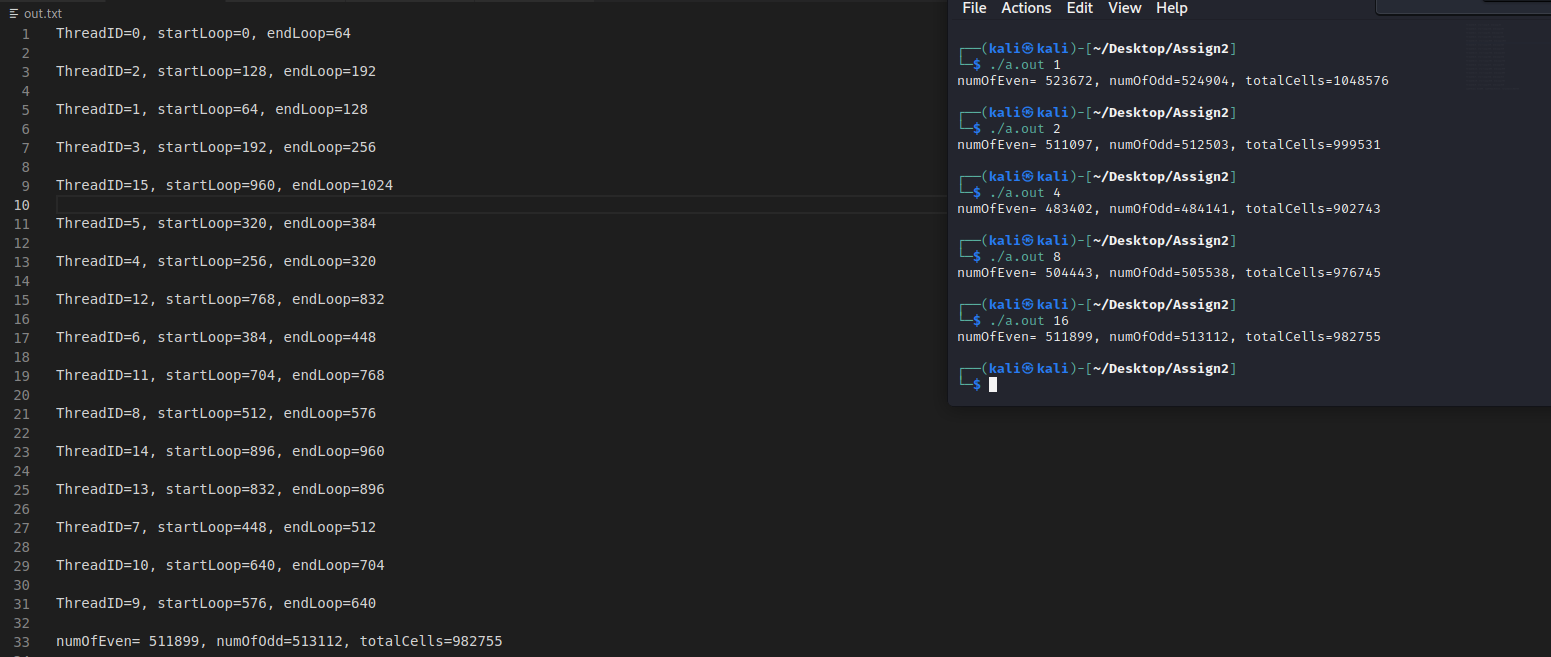 out.txt
1 ThreadID=0, startLoop=0, endLoop=64
2
3 ThreadID=2, startLoop=128, endLoop=192
4
5 ThreadID=1, startLoop=64, endLoop=128
6
7 ThreadID=3, startLoop=192, endLoop=256
8
9 ThreadID=15, startLoop=960, endLoop=1024
10
11 ThreadID=5, startLoop=320, endLoop=384
12
13 ThreadID=4, startLoop=256, endLoop=320
14
15 ThreadID=12, startLoop=768, endLoop=832
16
17 ThreadID=6, startLoop=384, endLoop=448
18
19 ThreadID=11, startLoop=704, endLoop=768
20
21 ThreadID=8, startLoop=512, endLoop=576
22
23 ThreadID=14, startLoop=896, endLoop=960
24
25 ThreadID=13, startLoop=832, endLoop=896
26
27 ThreadID=7, startLoop=448, endLoop=512
28
29 ThreadID=10, startLoop=640, endLoop=704
30
31 ThreadID=9, startLoop=576, endLoop=640
32
33 numOfEven= 511899, numOfOdd=513112, totalCells=982755
File Actions Edit View Help
┌──(kali㉿kali)-[~/Desktop/Assign2]
└─$ ./a.out 1
numOfEven= 523672, numOfOdd=524904, totalCells=1048576
┌──(kali㉿kali)-[~/Desktop/Assign2]
└─$ ./a.out 2
numOfEven= 511097, numOfOdd=512503, totalCells=999531
┌──(kali㉿kali)-[~/Desktop/Assign2]
└─$ ./a.out 4
numOfEven= 483402, numOfOdd=484141, totalCells=902743
┌──(kali㉿kali)-[~/Desktop/Assign2]
└─$ ./a.out 8
numOfEven= 504443, numOfOdd=505538, totalCells=976745
┌──(kali㉿kali)-[~/Desktop/Assign2]
└─$ ./a.out 16
numOfEven= 511899, numOfOdd=513112, totalCells=982755
┌──(kali㉿kali)-[~/Desktop/Assign2]
└─$